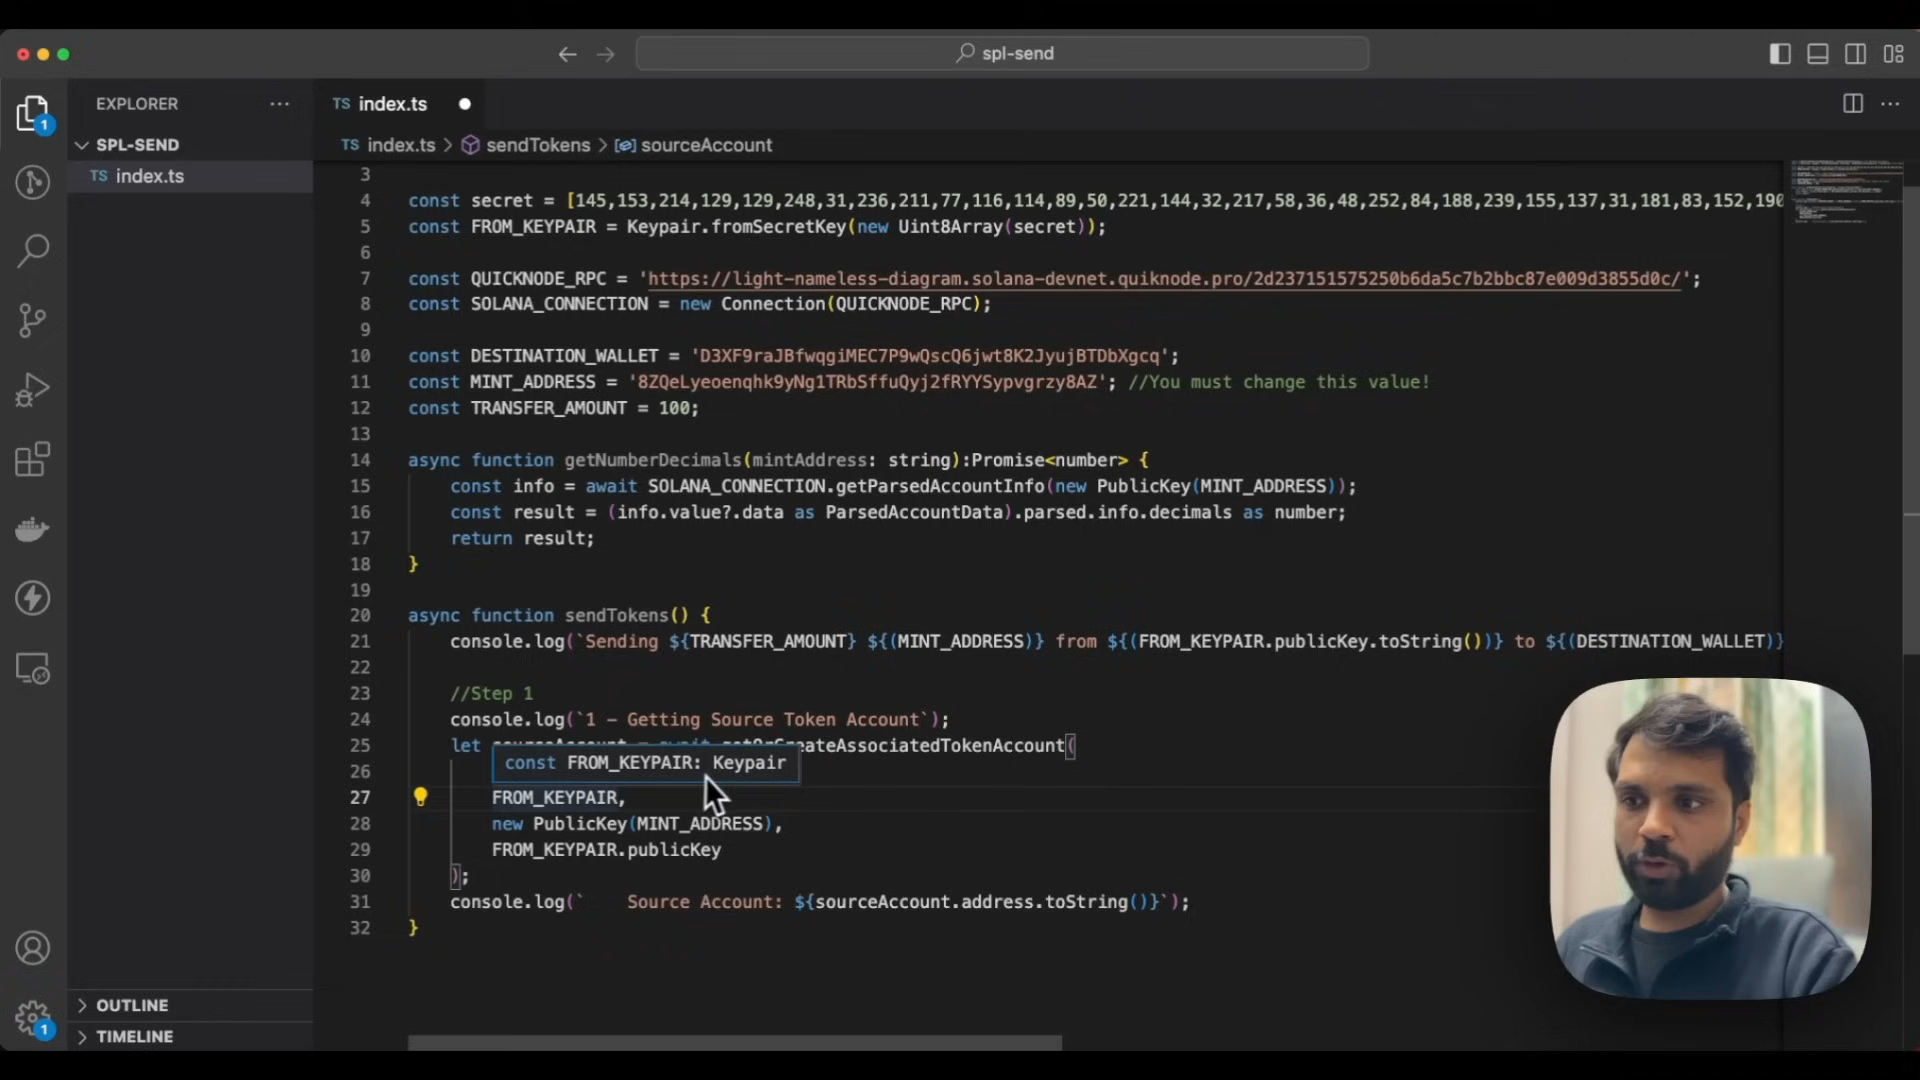 spl-send
EXPLORER
TS index.ts
1
SPL-SEND
TS index.ts > sendTokens > sourceAccount
TS index.ts
3
4 const secret = [145,153,214,129,129,248,31,236,211,77,116,114,89,50,221,144,32,217,58,36,48,252,84,188,239,155,137,31,181,83,152,190
5 const FROM_KEYPAIR = Keypair.fromSecretKey(new Uint8Array(secret));
6
7 const QUICKNODE_RPC = 'https://light-nameless-diagram.solana-devnet.quiknode.pro/2d237151575250b6da5c7b2bbc87e009d3855d0c/';
8 const SOLANA_CONNECTION = new Connection(QUICKNODE_RPC);
9
10 const DESTINATION_WALLET = 'D3XF9raJBfwqgiMEC7P9wQscQ6jwt8K2JyujBTDbXgcq';
11 const MINT_ADDRESS = '8ZQeLyeoenqhk9yNg1TRbSffuQyj2fRYYSypvgrzy8AZ'; //You must change this value!
12 const TRANSFER_AMOUNT = 100;
13
14 async function getNumberDecimals(mintAddress: string):Promise<number> {
15 const info = await SOLANA_CONNECTION.getParsedAccountInfo(new PublicKey(MINT_ADDRESS));
16 const result = (info.value?.data as ParsedAccountData).parsed.info.decimals as number;
17 return result;
18 }
19
20 async function sendTokens() {
21 console.log(`Sending ${TRANSFER_AMOUNT} ${(MINT_ADDRESS)} from ${(FROM_KEYPAIR.publicKey.toString())} to ${(DESTINATION_WALLET)}
22
23 //Step 1
24 console.log(`1 - Getting Source Token Account`);
25 let sourceAccount = await getOrCreateAssociatedTokenAccount(
const FROM_KEYPAIR: Keypair
26
27 FROM_KEYPAIR,
28 new PublicKey(MINT_ADDRESS),
29 FROM_KEYPAIR.publicKey
30 );
31 console.log(`    Source Account: ${sourceAccount.address.toString()}`);
32 }
OUTLINE
1
TIMELINE